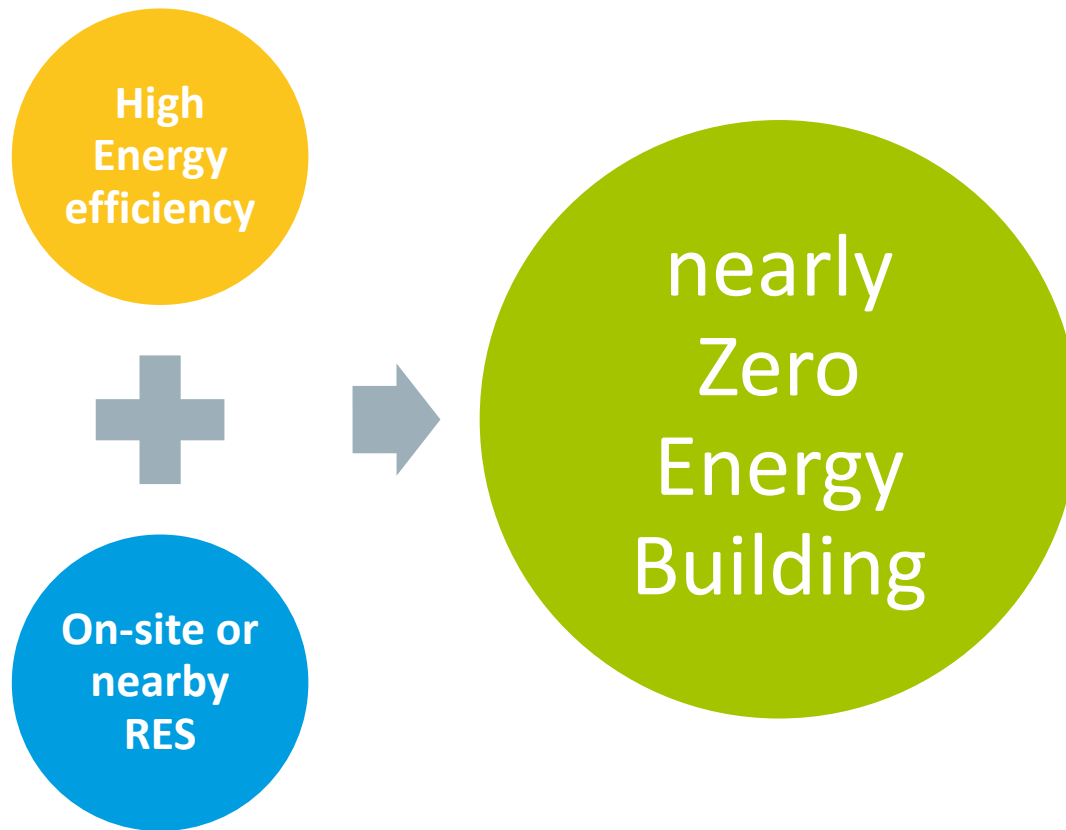 High
Energy
efficiency
On-site or
nearby
RES
nearly
Zero
Energy
Building